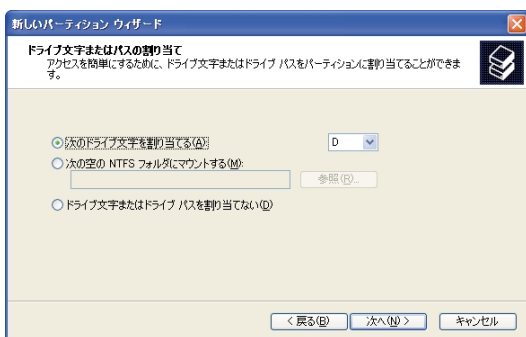 新しいパーティション ウィザード
ドライブ文字またはパスの割り当て
アクセスを簡単にするために、ドライブ文字またはドライブ パスをパーティションに割り当てることができま
す。
次のドライブ文字を割り当てる(A): D
次の空の NTFS フォルダにマウントする(M):
参照(R)...
ドライブ文字またはドライブ パスを割り当てない(D)
< 戻る(B) 次へ(N) > キャンセル